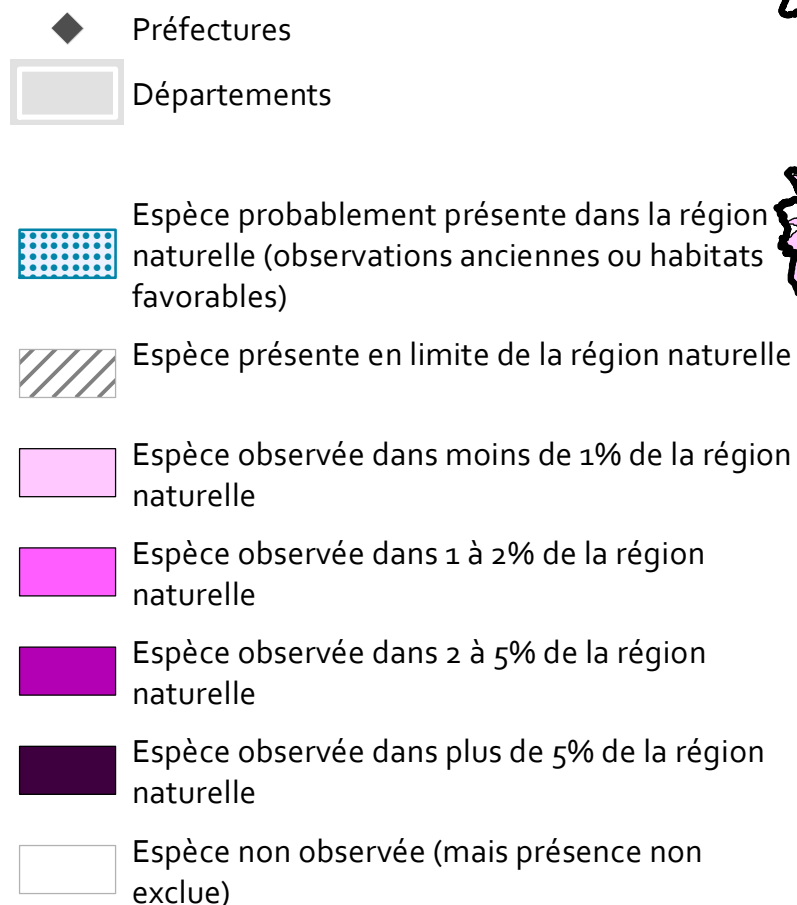 Préfectures
Départements
Espèce probablement présente dans la région
naturelle (observations anciennes ou habitats
favorables)
Espèce présente en limite de la région naturelle
Espèce observée dans moins de 1% de la région
naturelle
Espèce observée dans 1 à 2% de la région
naturelle
Espèce observée dans 2 à 5% de la région
naturelle
Espèce observée dans plus de 5% de la région
naturelle
Espèce non observée (mais présence non
exclue)